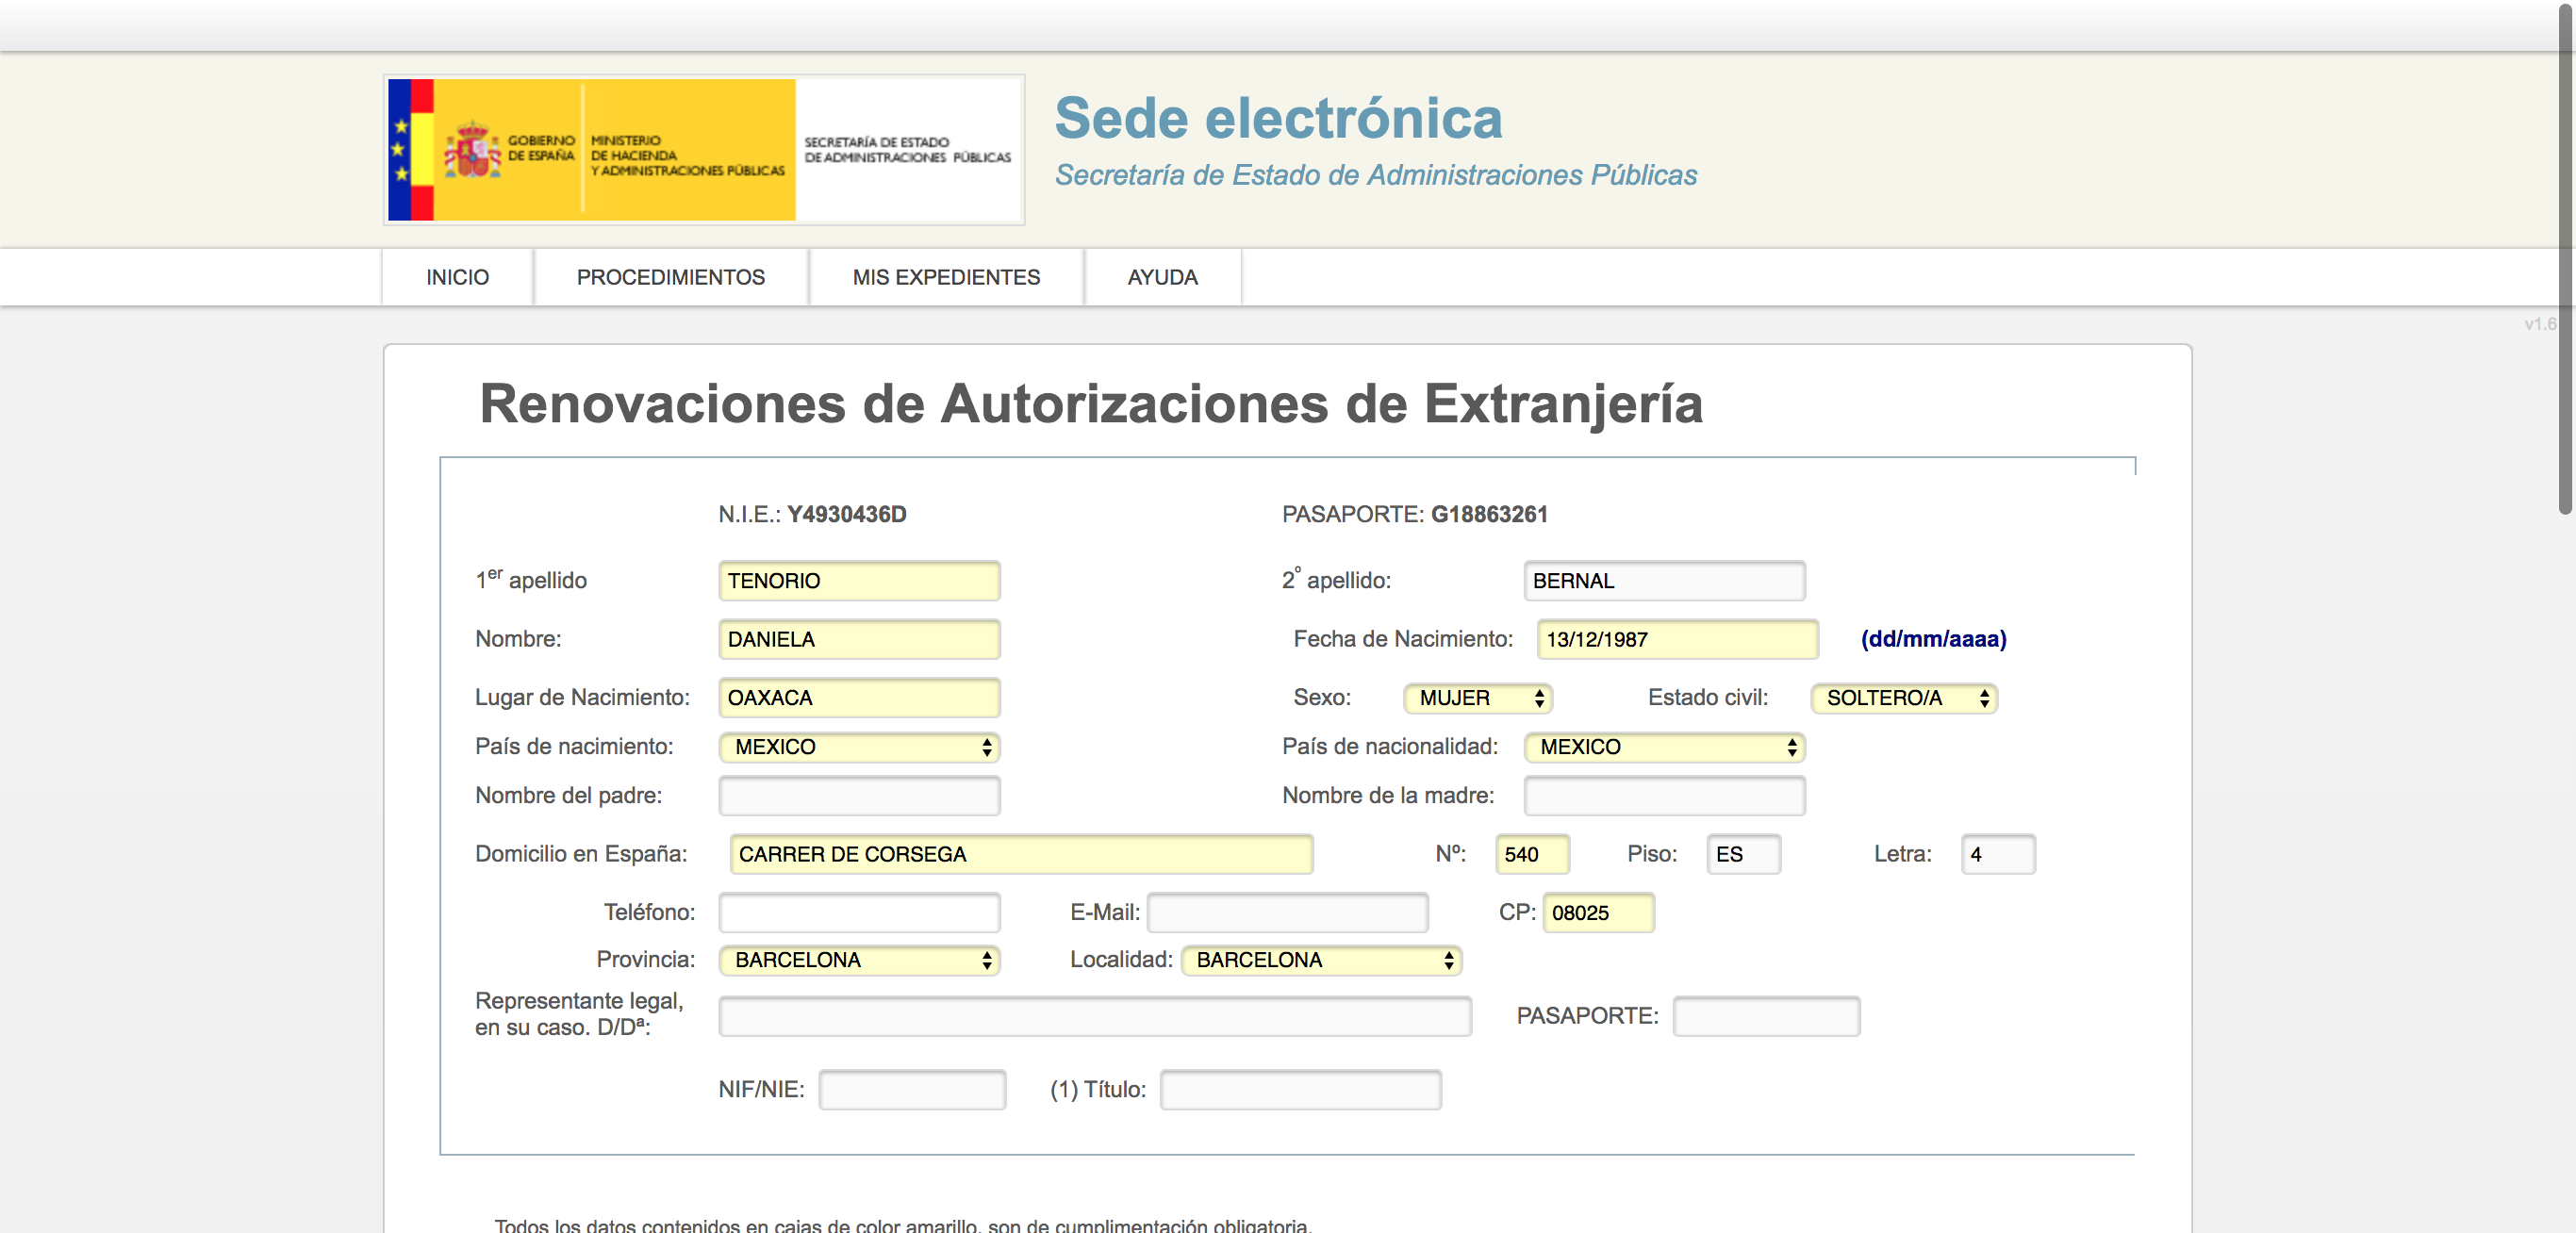 GOBIERNO DE ESPAÑA
MINISTERIO DE HACIENDA Y ADMINISTRACIONES PÚBLICAS
SECRETARÍA DE ESTADO DE ADMINISTRACIONES PÚBLICAS
Sede electrónica
Secretaría de Estado de Administraciones Públicas
INICIO PROCEDIMIENTOS MIS EXPEDIENTES AYUDA
v1.6
Renovaciones de Autorizaciones de Extranjería
N.I.E.: Y4930436D PASAPORTE: G18863261
1er apellido TENORIO 2º apellido: BERNAL
Nombre: DANIELA Fecha de Nacimiento: 13/12/1987 (dd/mm/aaaa)
Lugar de Nacimiento: OAXACA Sexo: MUJER Estado civil: SOLTERO/A
País de nacimiento: MEXICO País de nacionalidad: MEXICO
Nombre del padre: Nombre de la madre:
Domicilio en España: CARRER DE CORSEGA Nº: 540 Piso: ES Letra: 4
Teléfono: E-Mail: CP: 08025
Provincia: BARCELONA Localidad: BARCELONA
Representante legal, en su caso. D/Dª: PASAPORTE:
NIF/NIE: (1) Título:
Todos los datos contenidos en cajas de color amarillo, son de cumplimentación obligatoria.